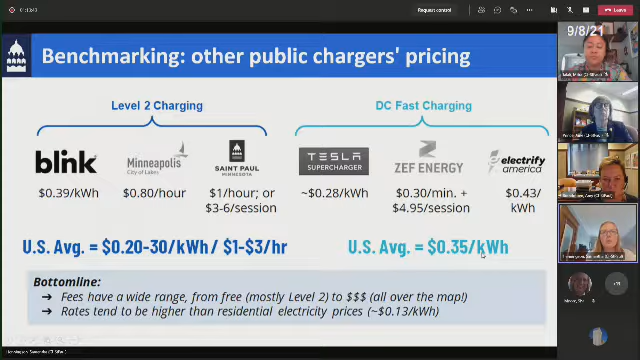 01:13:43
Request control
Leave
9/8/21
Benchmarking: other public chargers' pricing
Level 2 Charging
DC Fast Charging
blink
Minneapolis
City of Lakes
SAINT PAUL
MINNESOTA
TESLA
SUPERCHARGER
ZEF ENERGY
electrify
america
$0.39/kWh
$0.80/hour
$1/hour; or
$3-6/session
~$0.28/kWh
$0.30/min. +
$4.95/session
$0.43/
kWh
U.S. Avg. = $0.20-30/kWh / $1-$3/hr
U.S. Avg. = $0.35/kWh
Bottomline:
➔ Fees have a wide range, from free (mostly Level 2) to $$$ (all over the map!)
➔ Rates tend to be higher than residential electricity prices (~$0.13/kWh)